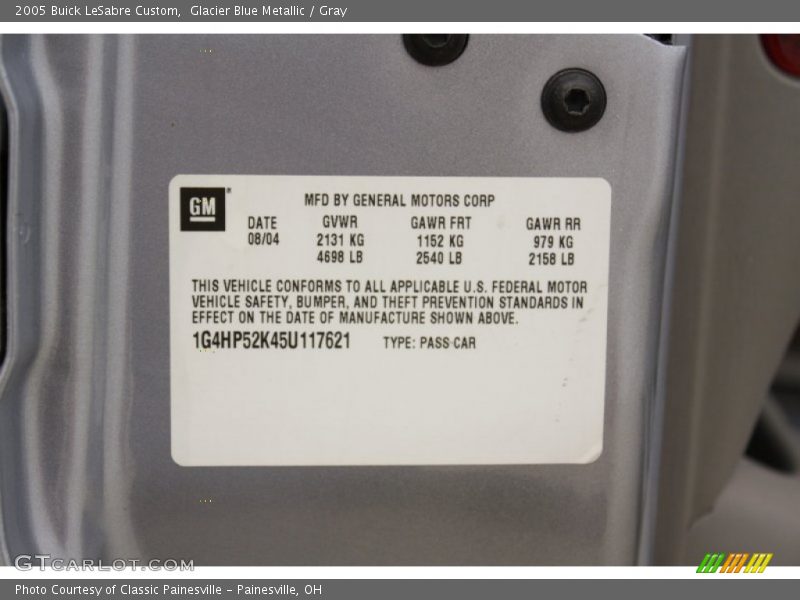 2005 Buick LeSabre Custom, Glacier Blue Metallic / Gray
GM
MFD BY GENERAL MOTORS CORP
DATE GVWR GAWR FRT GAWR RR
08/04 2131 KG 1152 KG 979 KG
4698 LB 2540 LB 2158 LB
THIS VEHICLE CONFORMS TO ALL APPLICABLE U.S. FEDERAL MOTOR
VEHICLE SAFETY, BUMPER, AND THEFT PREVENTION STANDARDS IN
EFFECT ON THE DATE OF MANUFACTURE SHOWN ABOVE.
1G4HP52K45U117621 TYPE: PASS CAR
GTCARLOT.COM
Photo Courtesy of Classic Painesville - Painesville, OH